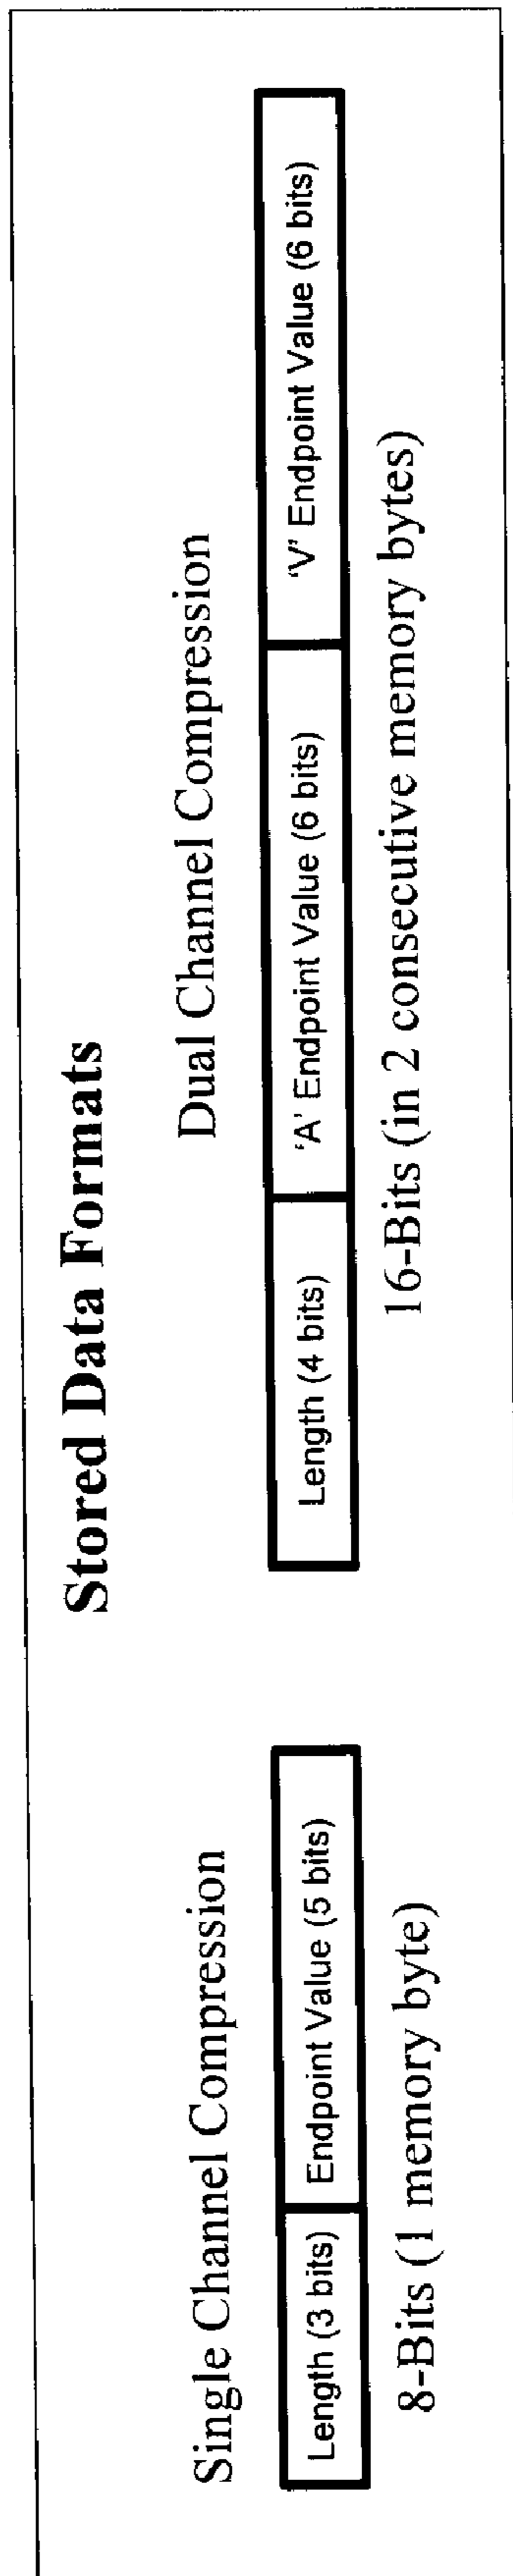 Stored Data Formats
Single Channel Compression
Length (3 bits) Endpoint Value (5 bits)
8-Bits (1 memory byte)
Dual Channel Compression
Length (4 bits) 'A' Endpoint Value (6 bits) 'V' Endpoint Value (6 bits)
16-Bits (in 2 consecutive memory bytes)